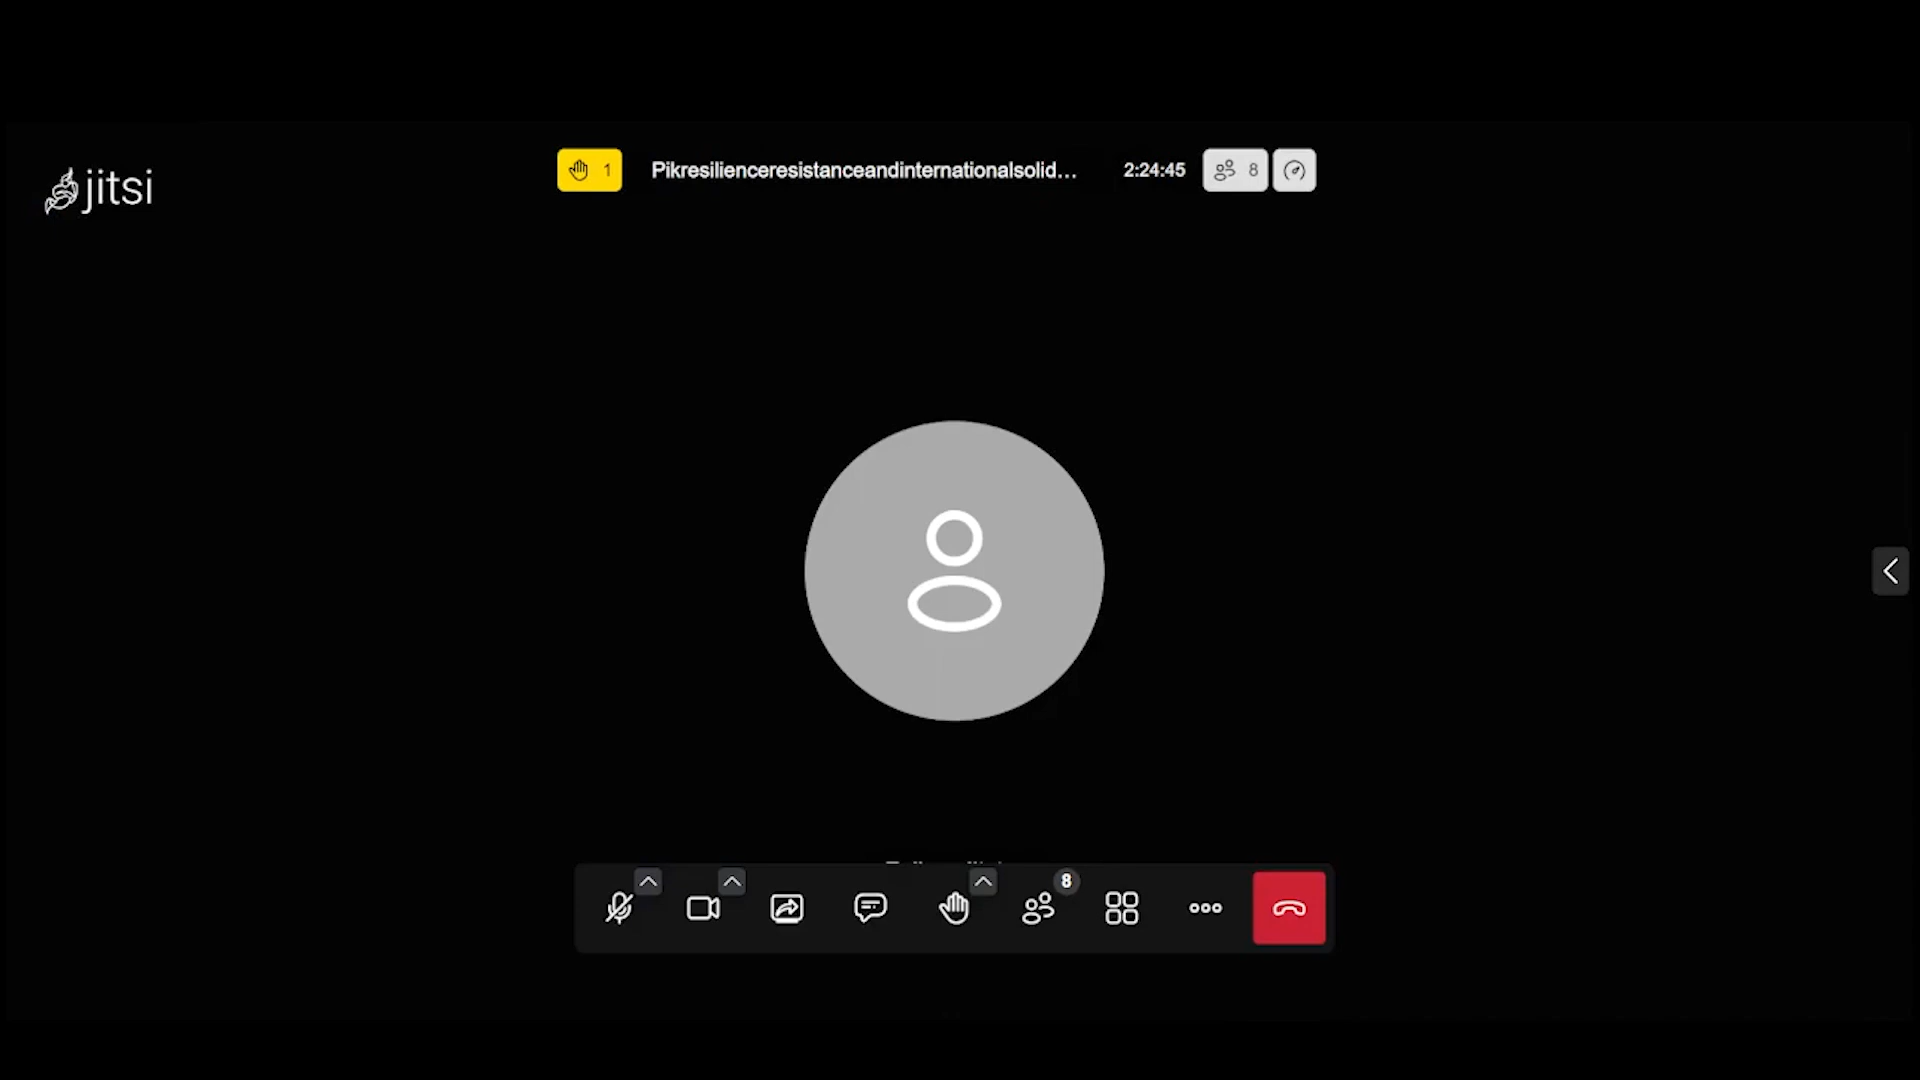 jitsi
1
Pikresilienceresistanceandinternationalsolid...
2:24:45
8
8